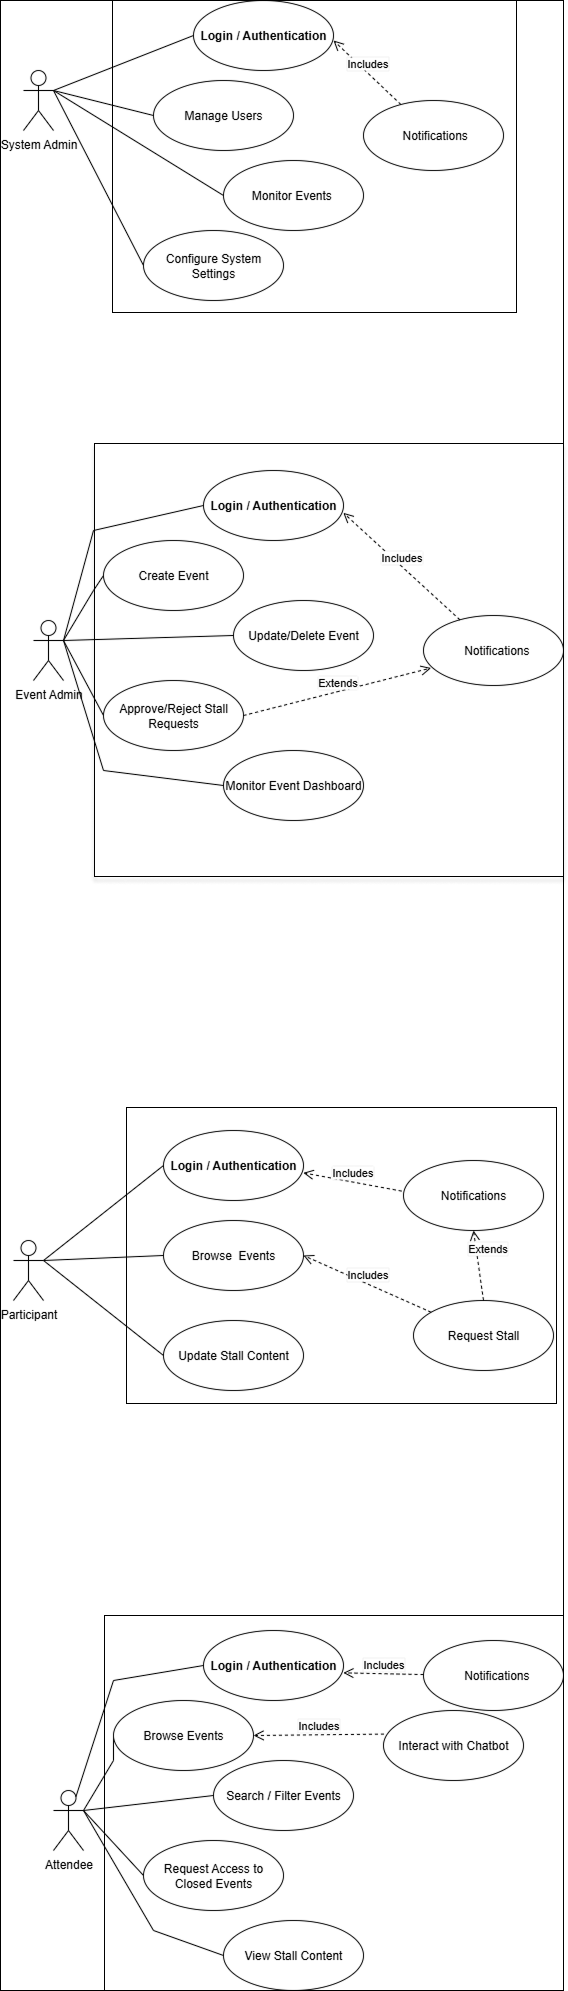 Login / Authentication
Includes
System Admin
Manage Users
Notifications
Monitor Events
Configure System
Settings
Login / Authentication
Includes
Create Event
Event Admin
Update/Delete Event
Notifications
Extends
Approve/Reject Stall
Requests
Monitor Event Dashboard
Login / Authentication
Includes
Notifications
Participant
Browse  Events
Extends
Includes
Request Stall
Update Stall Content
Login / Authentication
Includes
Notifications
Browse Events
Includes
Interact with Chatbot
Attendee
Search / Filter Events
Request Access to
Closed Events
View Stall Content